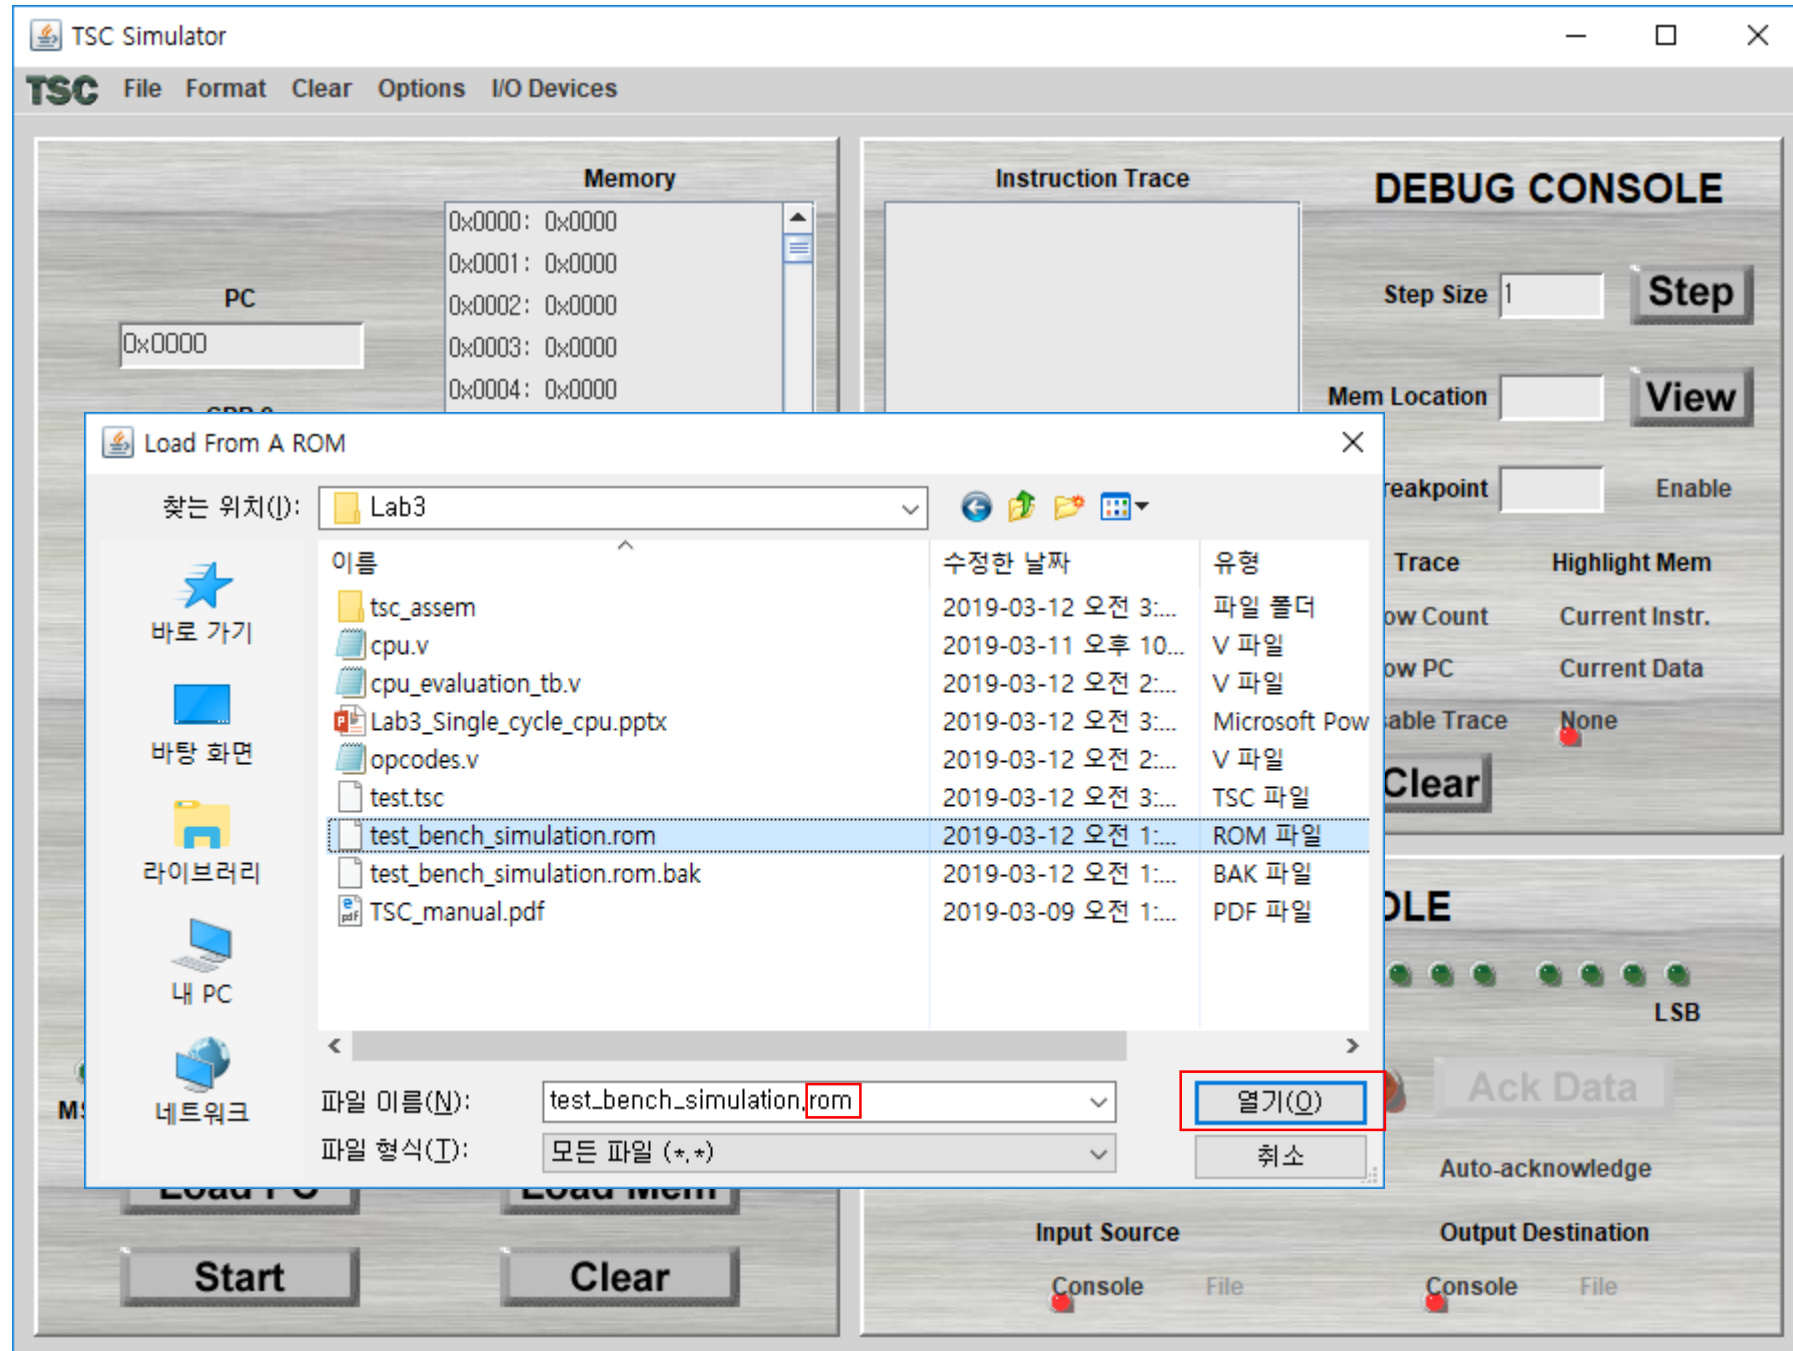 TSC Simulator
TSC File Format Clear Options I/O Devices
Memory
0x0000: 0x0000
0x0001: 0x0000
0x0002: 0x0000
0x0003: 0x0000
0x0004: 0x0000
PC
0x0000
Instruction Trace
DEBUG CONSOLE
Step Size 1 Step
Mem Location View
reakpoint Enable
Trace Highlight Mem
ow Count Current Instr.
ow PC Current Data
sable Trace None
Clear
Load From A ROM
찾는 위치(I): Lab3
바로 가기
바탕 화면
라이브러리
내 PC
네트워크
이름 수정한 날짜 유형
tsc_assem 2019-03-12 오전 3:... 파일 폴더
cpu.v 2019-03-11 오후 10... V 파일
cpu_evaluation_tb.v 2019-03-12 오전 2:... V 파일
Lab3_Single_cycle_cpu.pptx 2019-03-12 오전 3:... Microsoft Pow
opcodes.v 2019-03-12 오전 2:... V 파일
test.tsc 2019-03-12 오전 3:... TSC 파일
test_bench_simulation.rom 2019-03-12 오전 1:... ROM 파일
test_bench_simulation.rom.bak 2019-03-12 오전 1:... BAK 파일
TSC_manual.pdf 2019-03-09 오전 1:... PDF 파일
파일 이름(N): test_bench_simulation.rom 열기(O)
파일 형식(T): 모든 파일 (*.*) 취소
OLE
LSB
Ack Data
Auto-acknowledge
Load PC Load Mem
Start Clear
Input Source Output Destination
Console File Console File